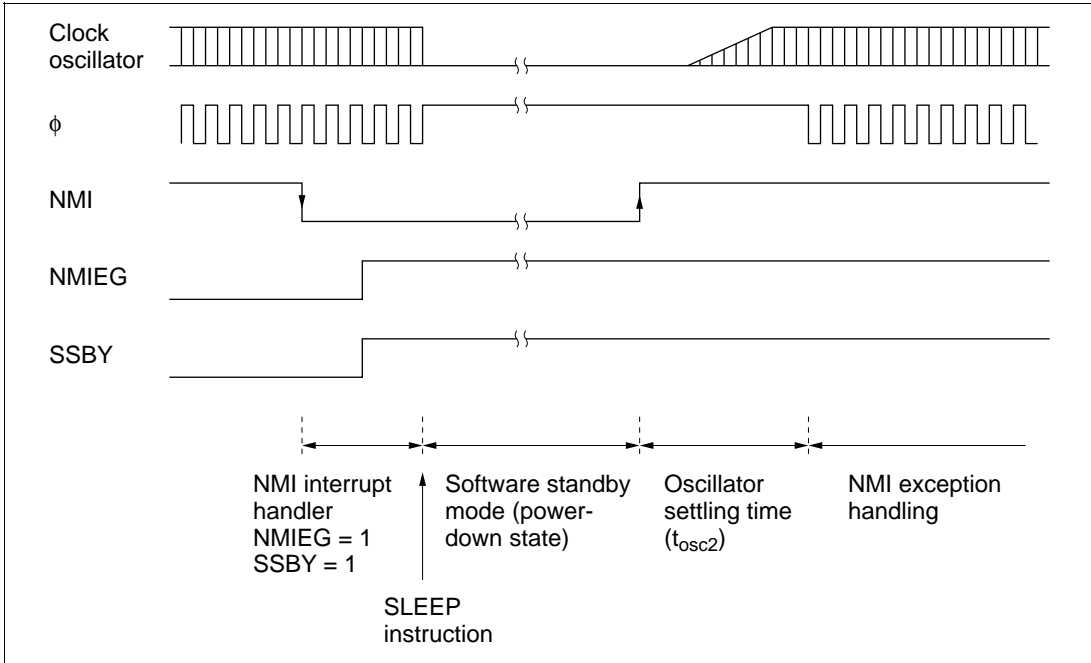 Clock
oscillator
φ
NMI
NMIEG
SSBY
NMI interrupt
handler
NMIEG = 1
SSBY = 1
Software standby
mode (power-
down state)
Oscillator
settling time
(tosc2)
NMI exception
handling
SLEEP
instruction